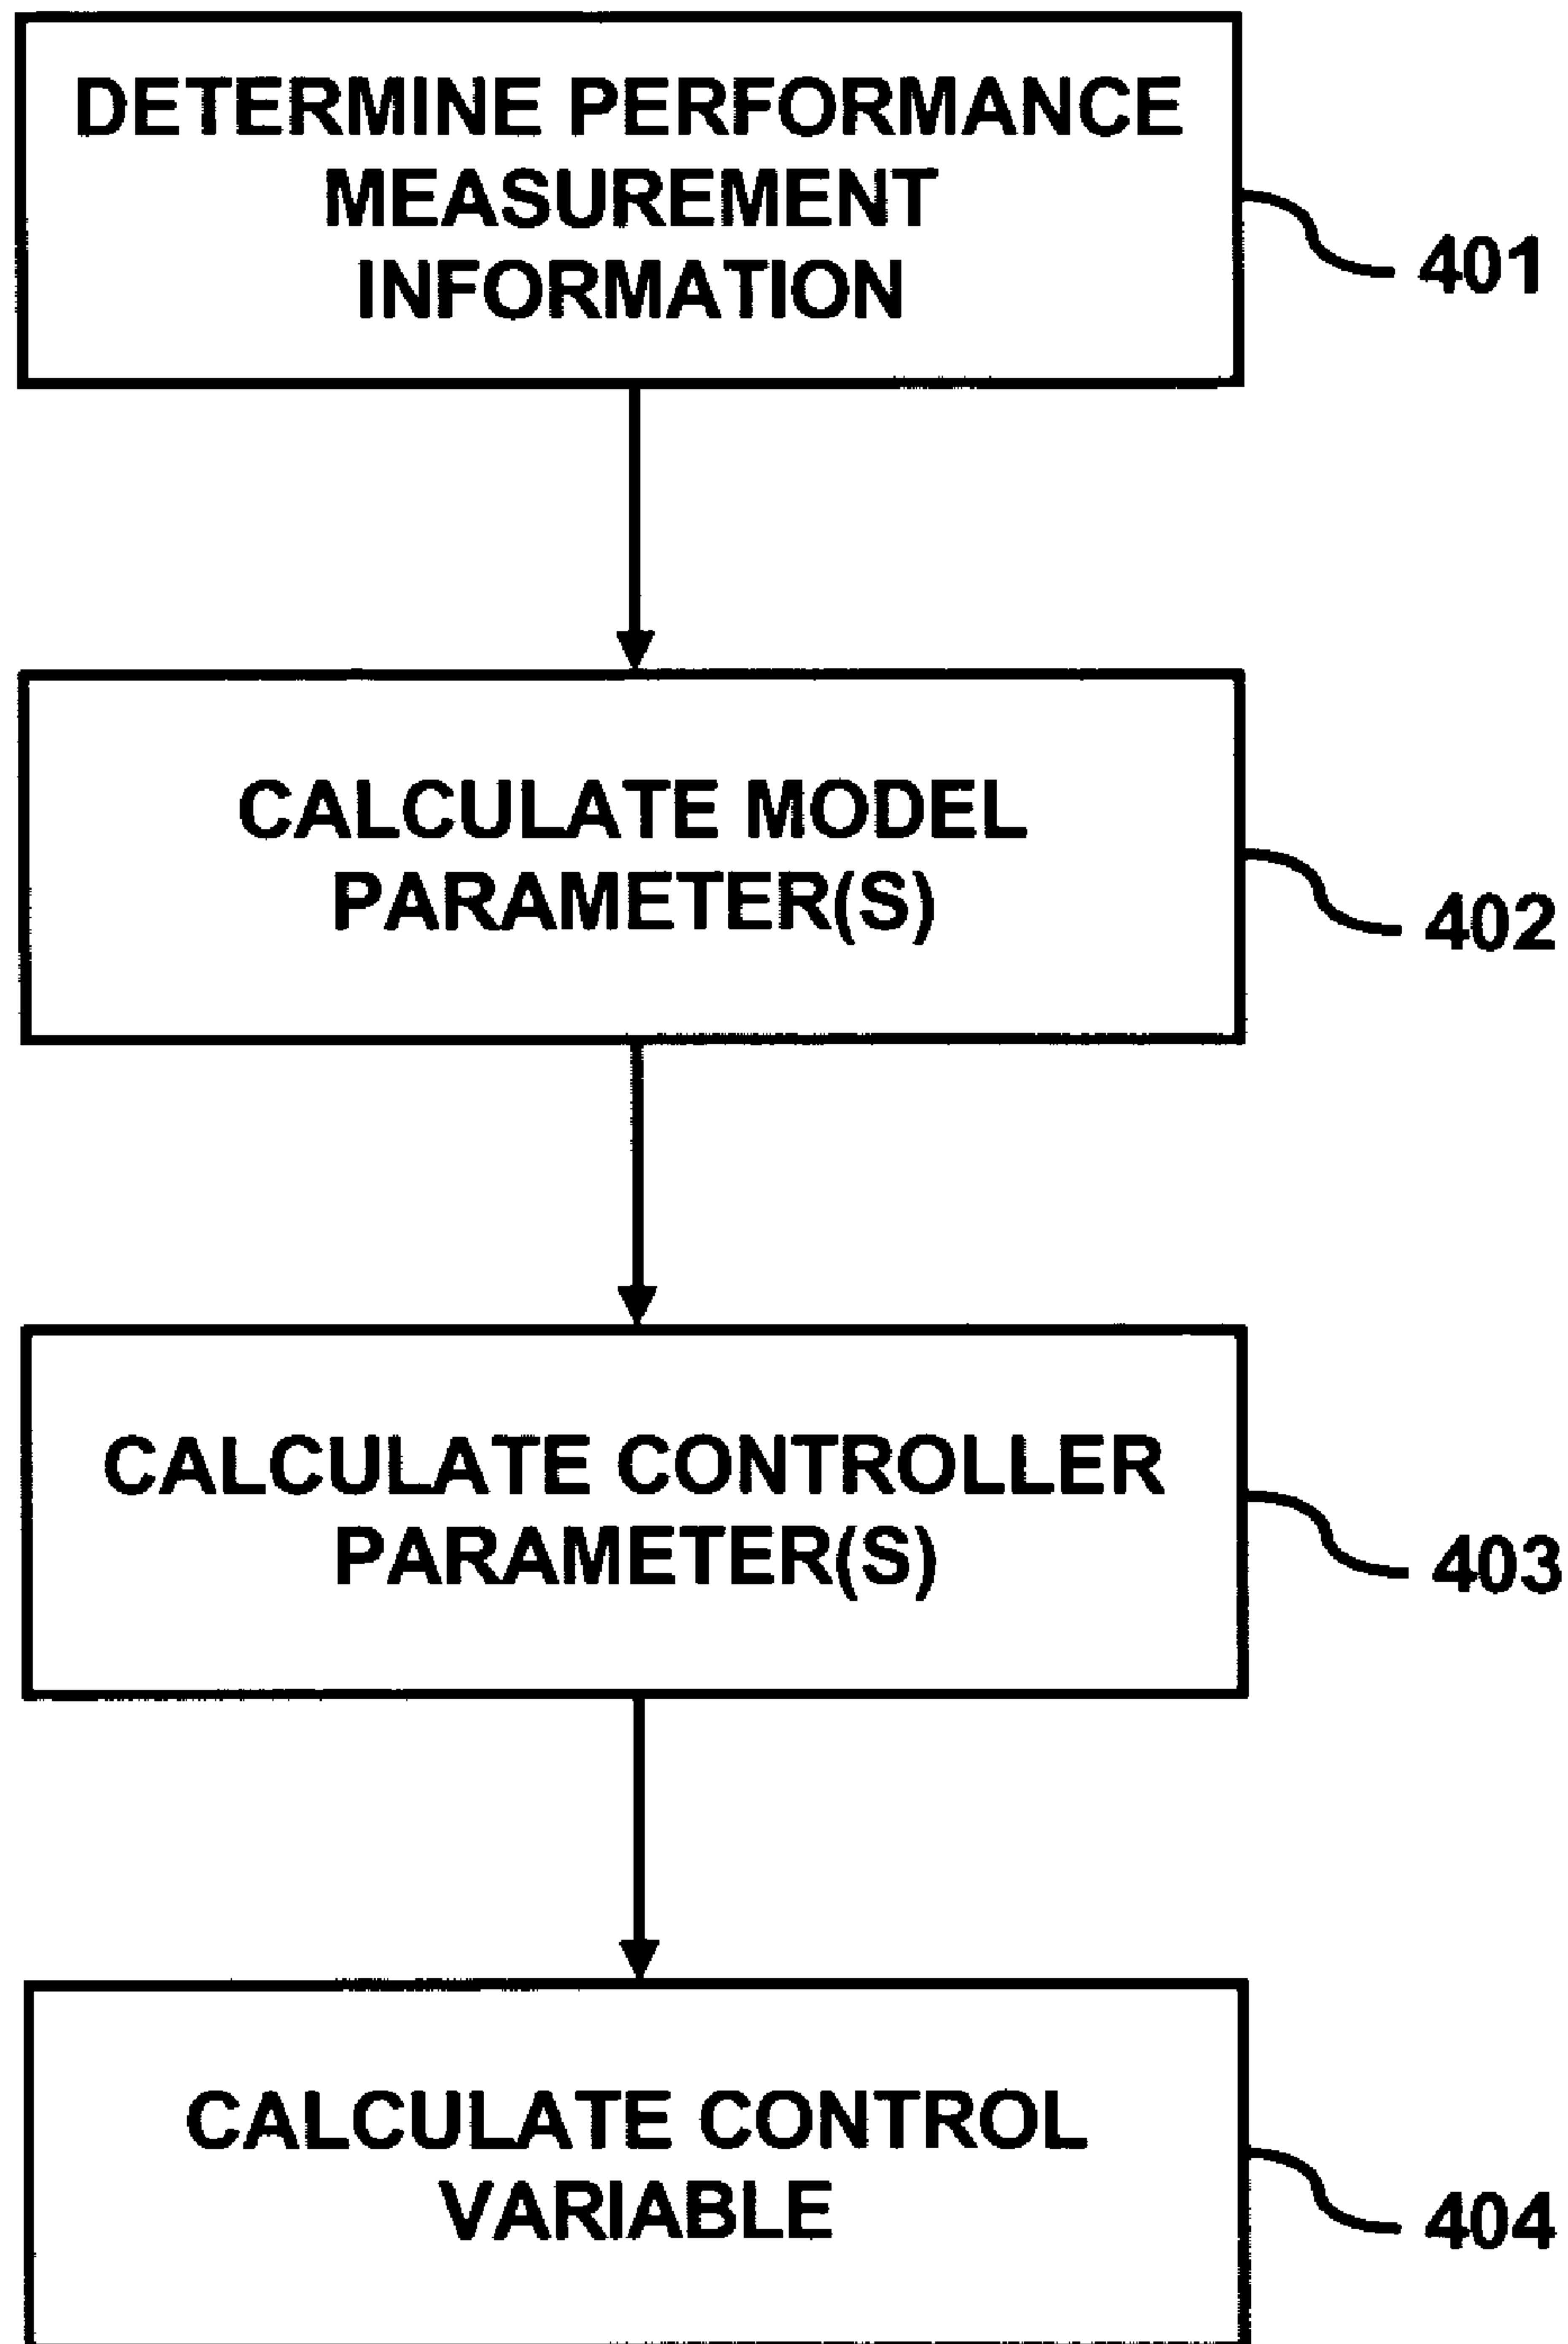 DETERMINE PERFORMANCE
MEASUREMENT
INFORMATION
401
CALCULATE MODEL
PARAMETER(S)
402
CALCULATE CONTROLLER
PARAMETER(S)
403
CALCULATE CONTROL
VARIABLE
404